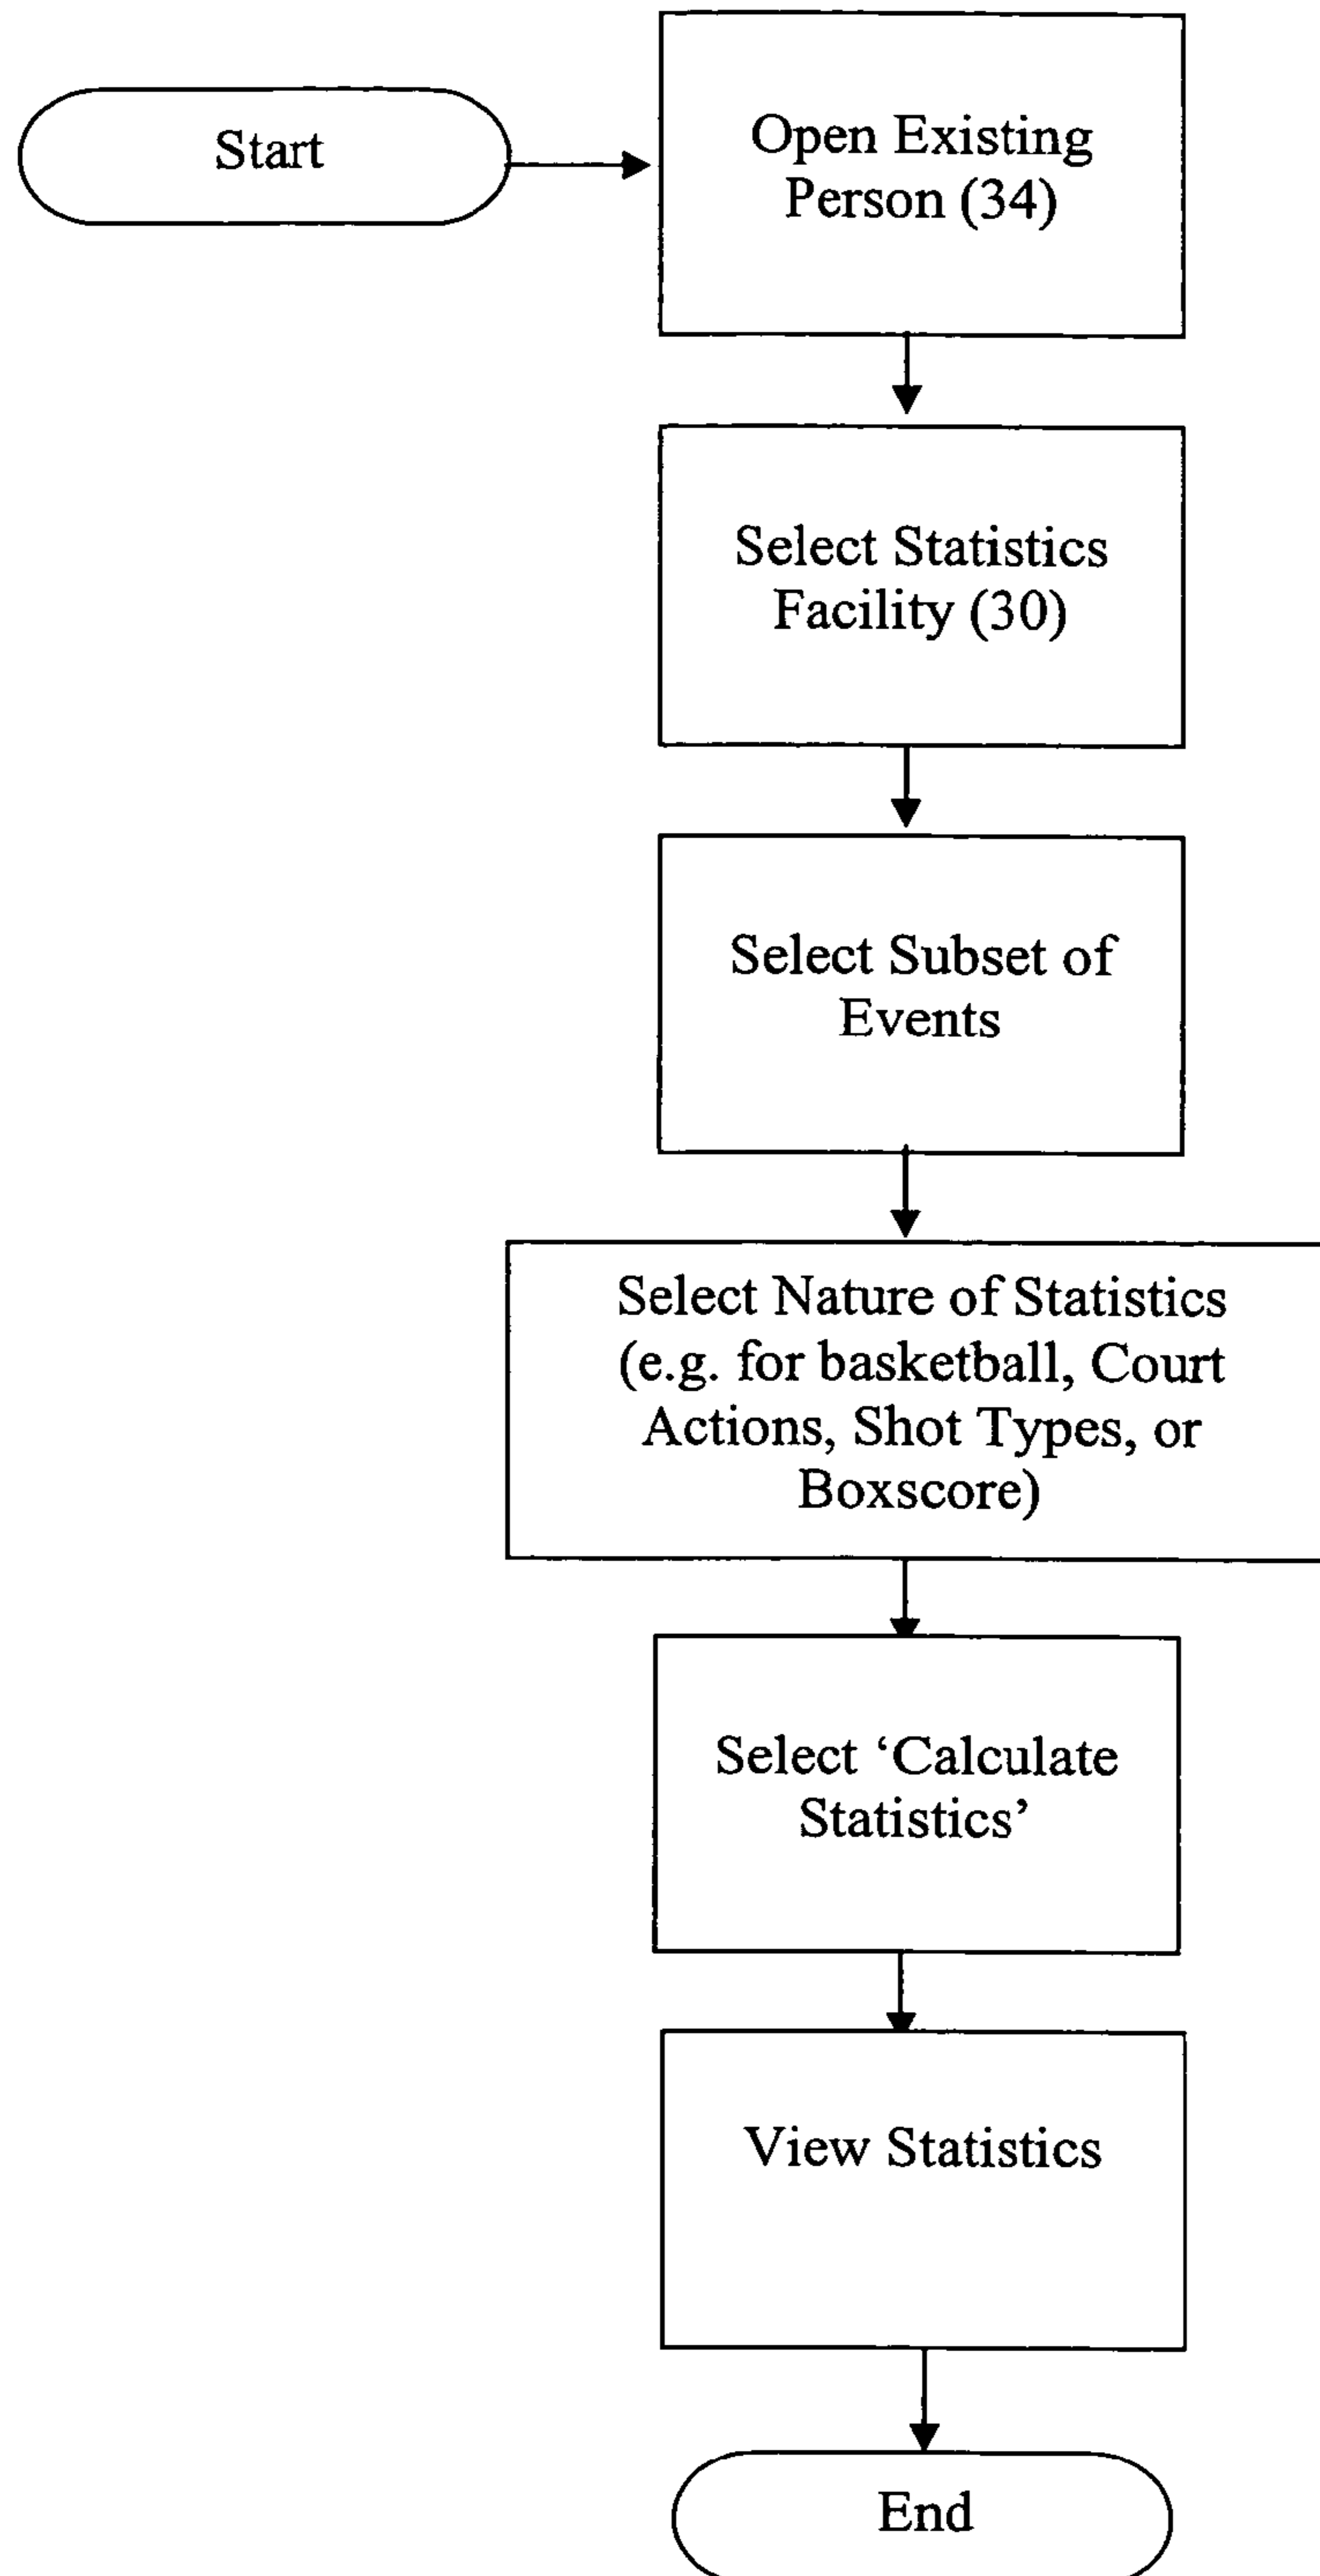 Start
Open Existing
Person (34)
Select Statistics
Facility (30)
Select Subset of
Events
Select Nature of Statistics
(e.g. for basketball, Court
Actions, Shot Types, or
Boxscore)
Select ‘Calculate
Statistics’
View Statistics
End